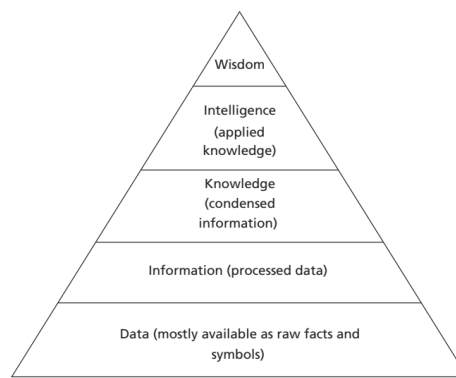 Wisdom
Intelligence
(applied
knowledge)
Knowledge
(condensed
information)
Information (processed data)
Data (mostly available as raw facts and
symbols)